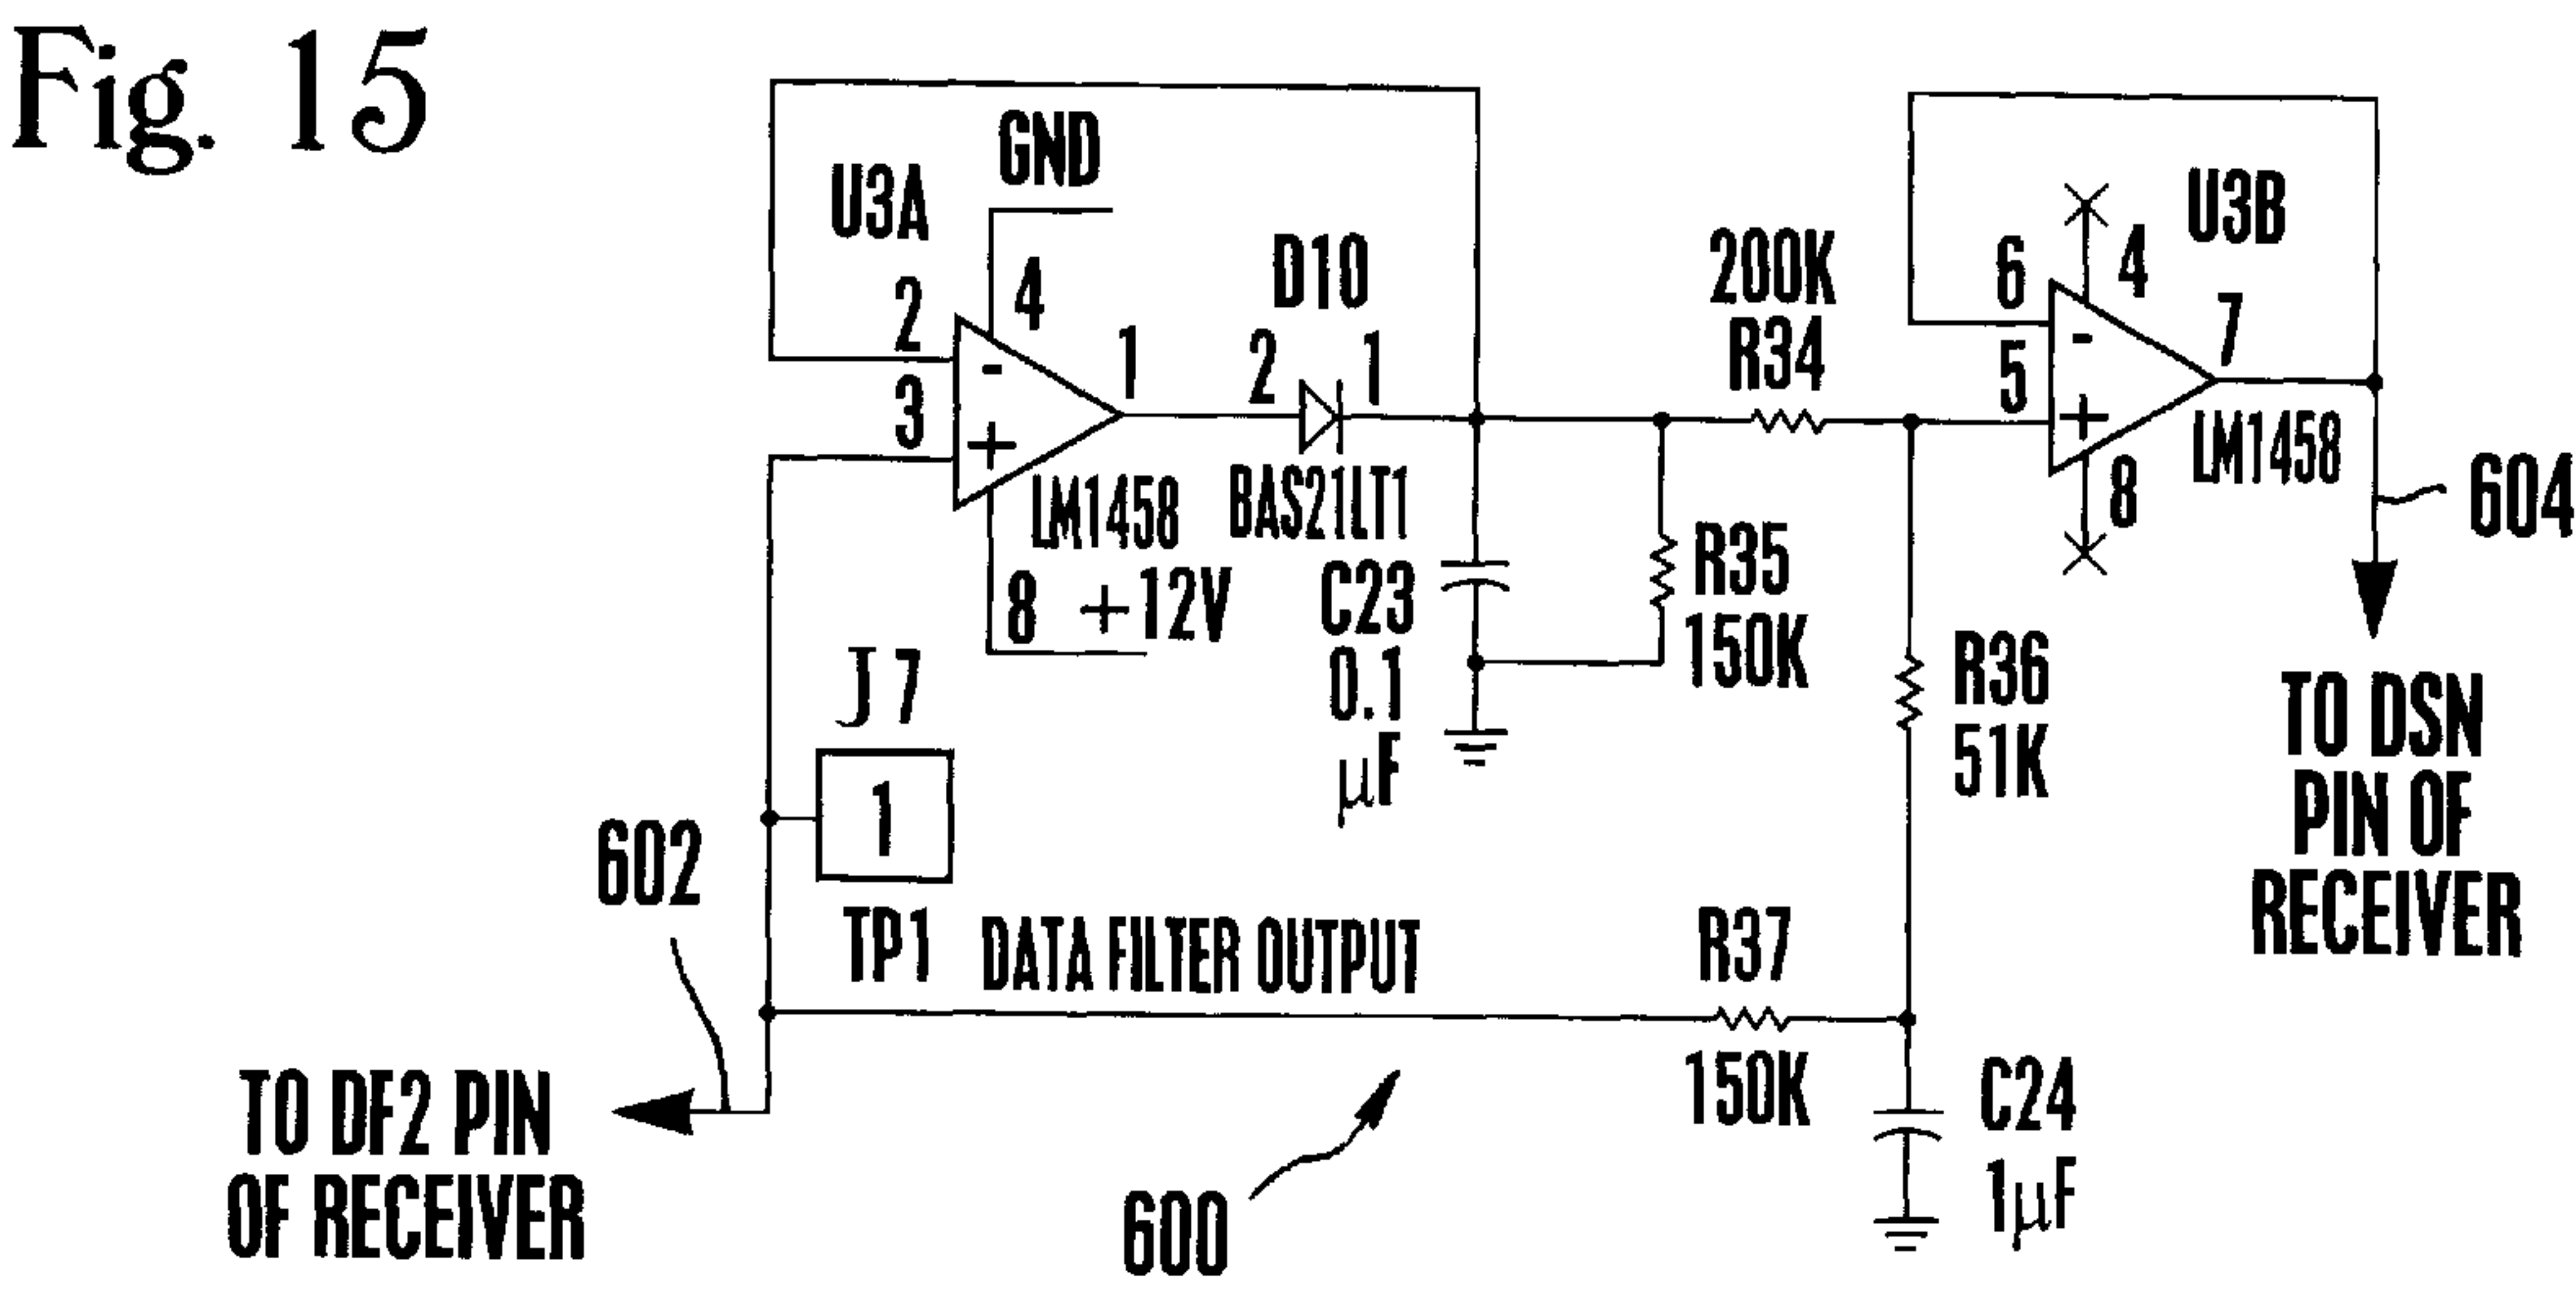 Fig. 15
GND
U3A
4
2
-
3
+
1
LM1458
8
+12V
D10
2
1
BAS21LT1
C23
0.1
µF
R35
150K
200K
R34
U3B
4
6
-
5
+
7
LM1458
8
604
TO DSN
PIN OF
RECEIVER
R36
51K
J7
1
TP1
DATA FILTER OUTPUT
602
R37
150K
C24
1µF
TO DF2 PIN
OF RECEIVER
600